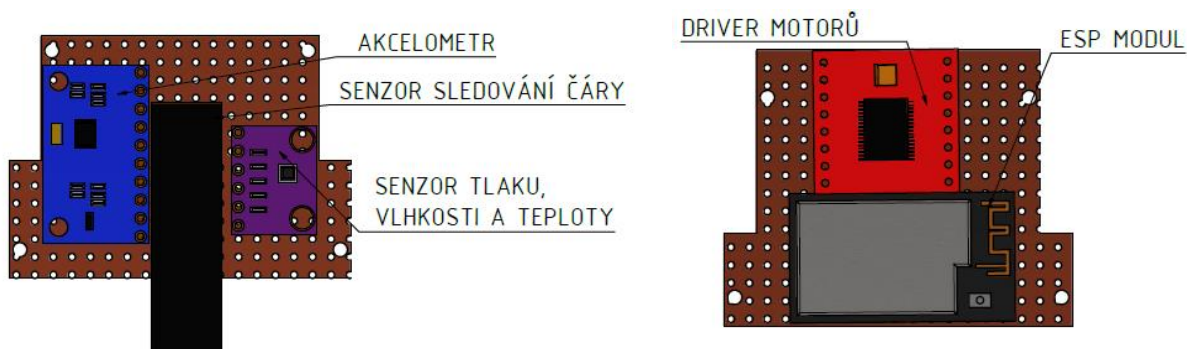 AKCELOMETR
SENZOR SLEDOVÁNÍ ČÁRY
SENZOR TLAKU,
VLHKOSTI A TEPLOTY
DRIVER MOTORŮ
ESP MODUL